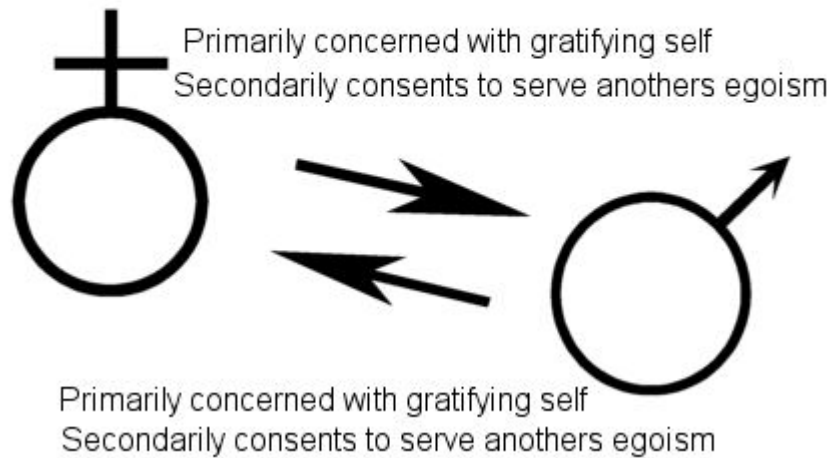 Primarily concerned with gratifying self
Secondarily consents to serve anothers egoism
Primarily concerned with gratifying self
Secondarily consents to serve anothers egoism